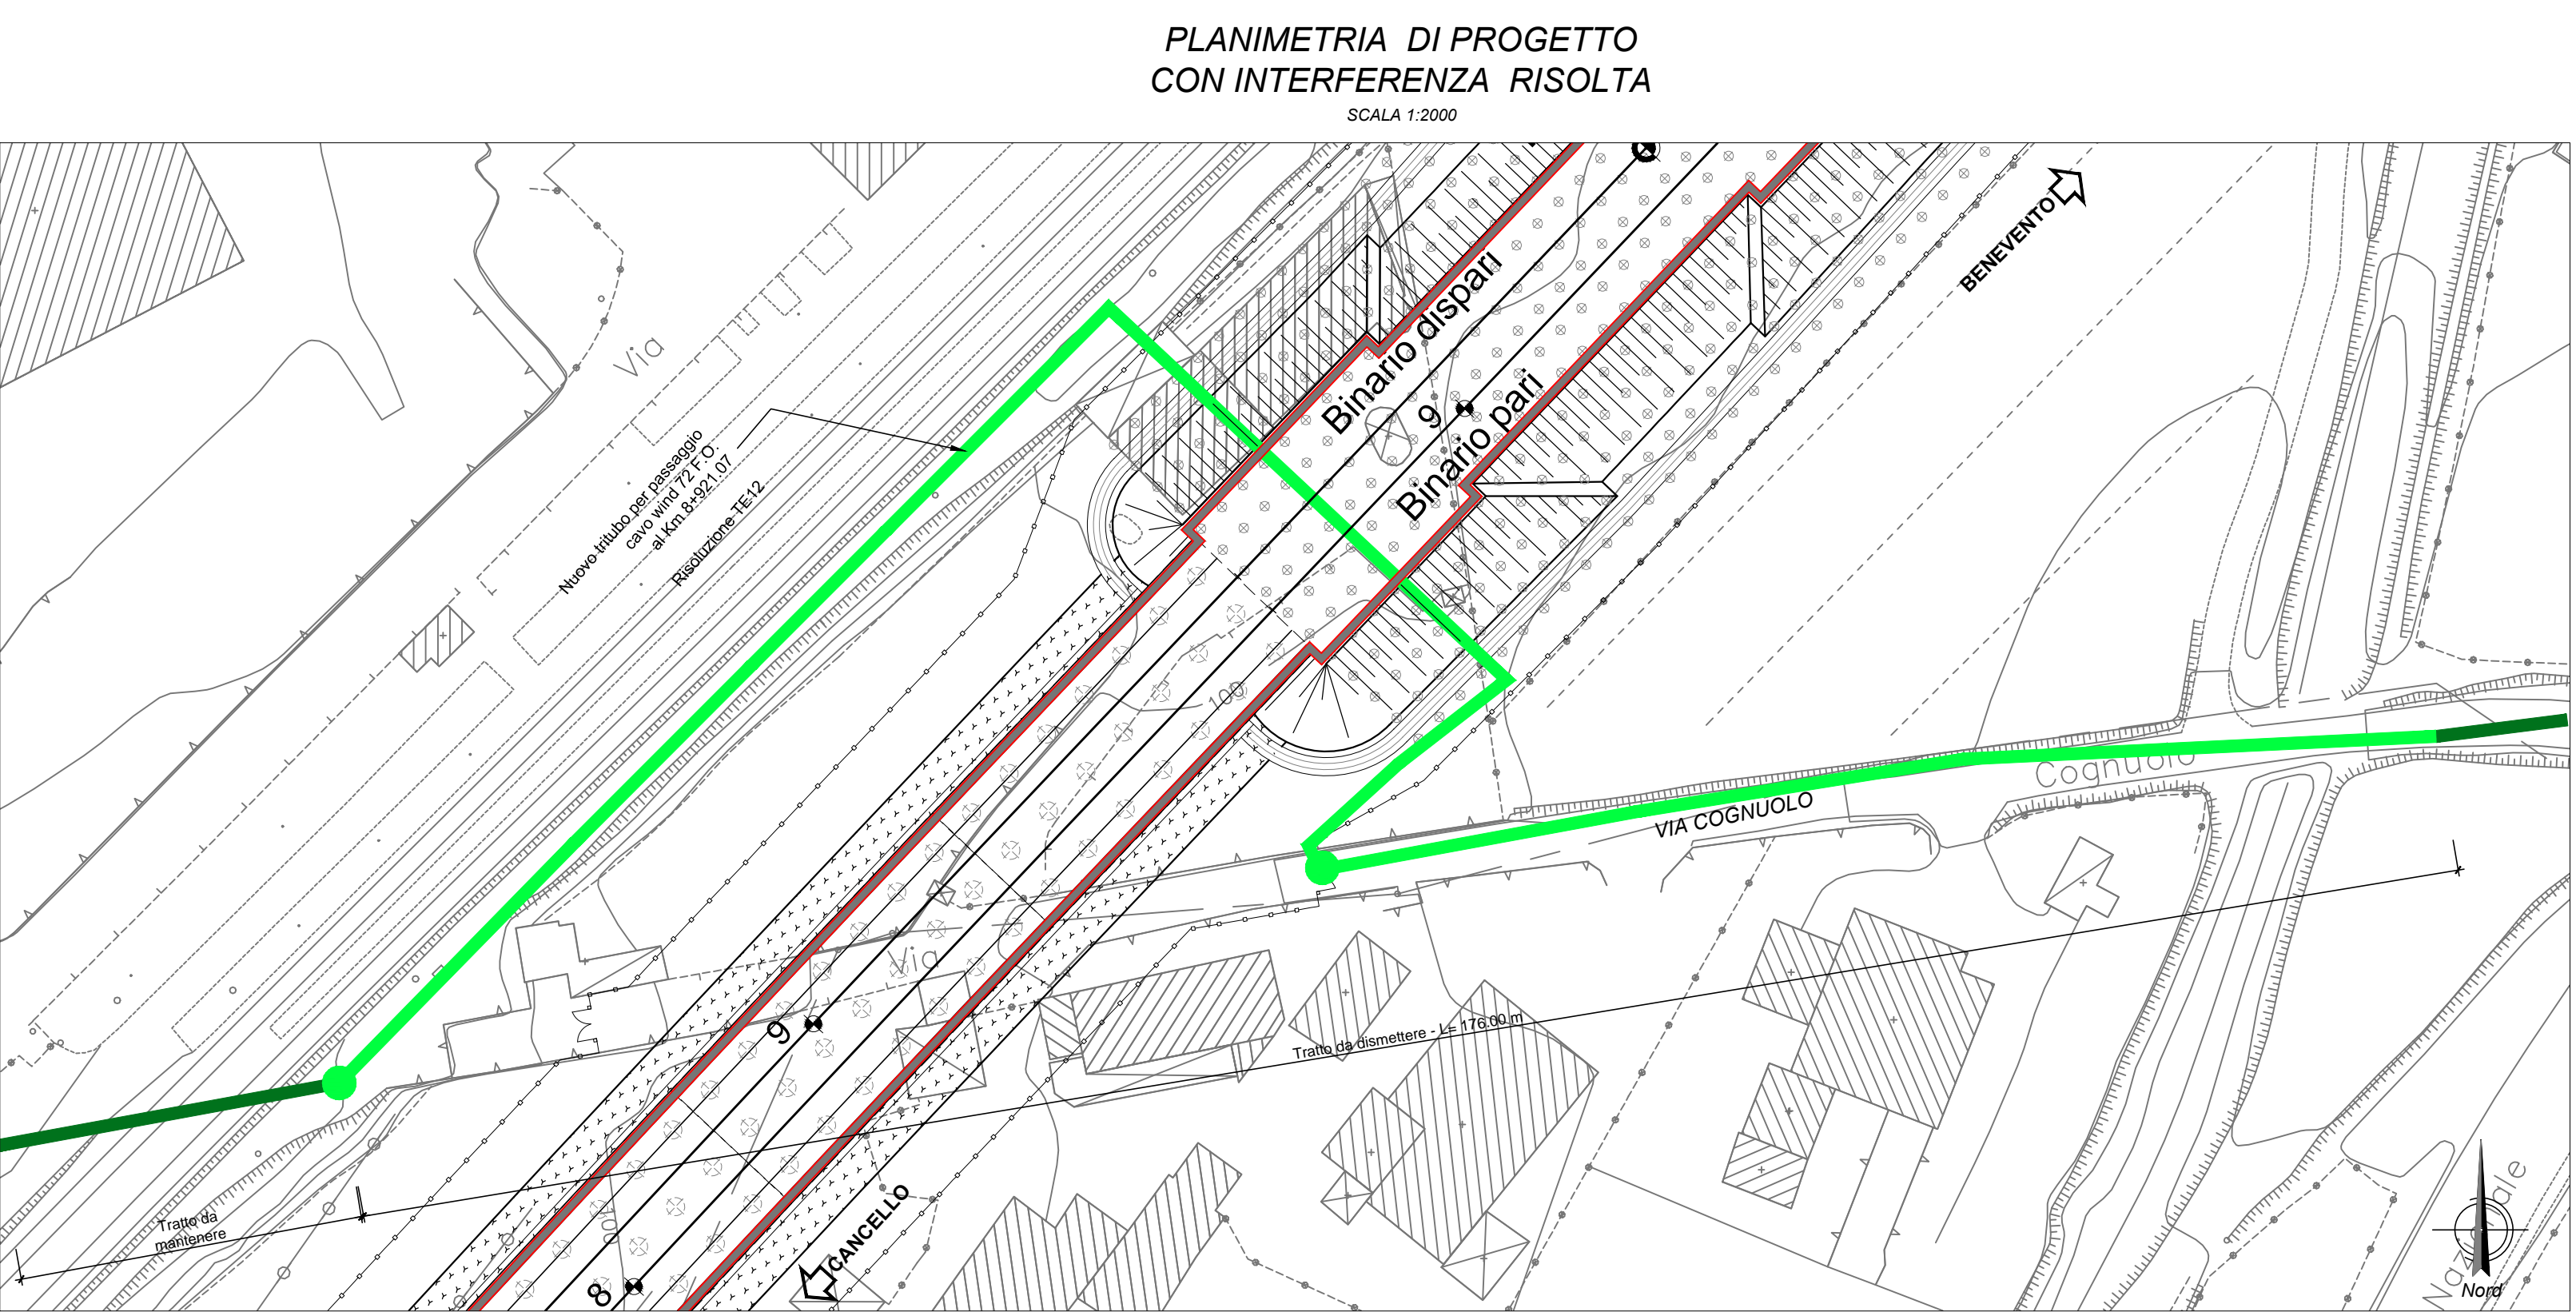 PLANIMETRIA DI PROGETTO
CON INTERFERENZA RISOLTA
SCALA 1:2000
BENEVENTO
Via
Binario dispari
9
Binario pari
Nuovo tritubo per passaggio
cavo wind 72 F.O.
al Km 8+921.07
Risoluzione TE12
100
Cognuolo
VIA COGNUOLO
Via
9
Tratto da dismettere - L= 176.00 m
Tratto da
mantenere
100
CANCELLO
8
Nazionale
Nord